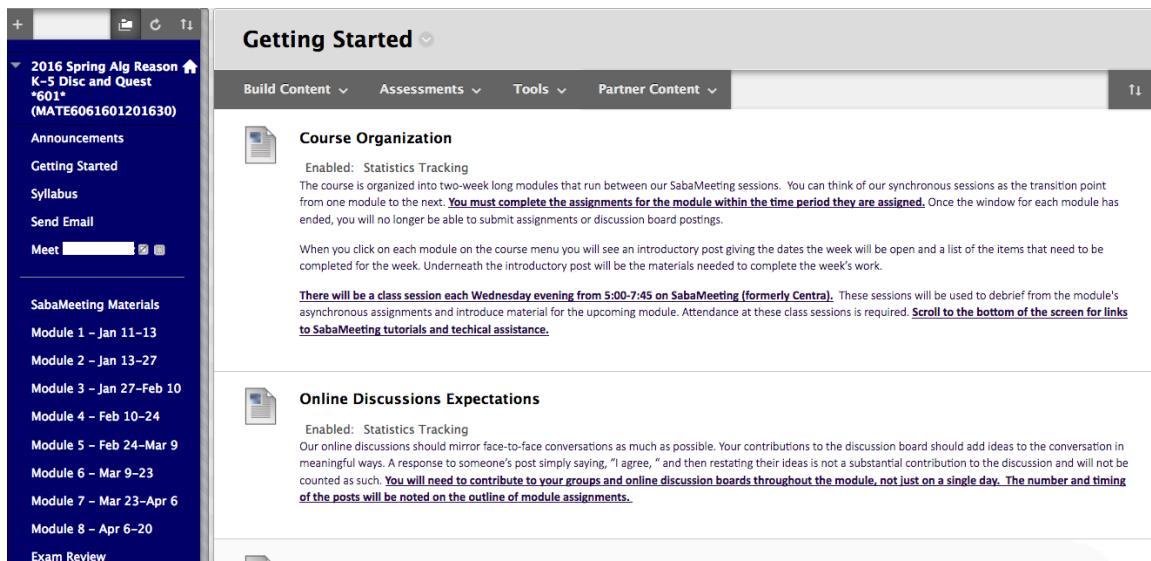 2016 Spring Alg Reason
K-5 Disc and Quest
*601*
(MATE6061601201630)
Announcements
Getting Started
Syllabus
Send Email
Meet
SabaMeeting Materials
Module 1 – Jan 11–13
Module 2 – Jan 13–27
Module 3 – Jan 27–Feb 10
Module 4 – Feb 10–24
Module 5 – Feb 24–Mar 9
Module 6 – Mar 9–23
Module 7 – Mar 23–Apr 6
Module 8 – Apr 6–20
Exam Review
Getting Started
Build Content Assessments Tools Partner Content
Course Organization
Enabled: Statistics Tracking
The course is organized into two-week long modules that run between our SabaMeeting sessions. You can think of our synchronous sessions as the transition point
from one module to the next. You must complete the assignments for the module within the time period they are assigned. Once the window for each module has
ended, you will no longer be able to submit assignments or discussion board postings.
When you click on each module on the course menu you will see an introductory post giving the dates the week will be open and a list of the items that need to be
completed for the week. Underneath the introductory post will be the materials needed to complete the week's work.
There will be a class session each Wednesday evening from 5:00-7:45 on SabaMeeting (formerly Centra). These sessions will be used to debrief from the module's
asynchronous assignments and introduce material for the upcoming module. Attendance at these class sessions is required. Scroll to the bottom of the screen for links
to SabaMeeting tutorials and techical assistance.
Online Discussions Expectations
Enabled: Statistics Tracking
Our online discussions should mirror face-to-face conversations as much as possible. Your contributions to the discussion board should add ideas to the conversation in
meaningful ways. A response to someone's post simply saying, "I agree, " and then restating their ideas is not a substantial contribution to the discussion and will not be
counted as such. You will need to contribute to your groups and online discussion boards throughout the module, not just on a single day. The number and timing
of the posts will be noted on the outline of module assignments.